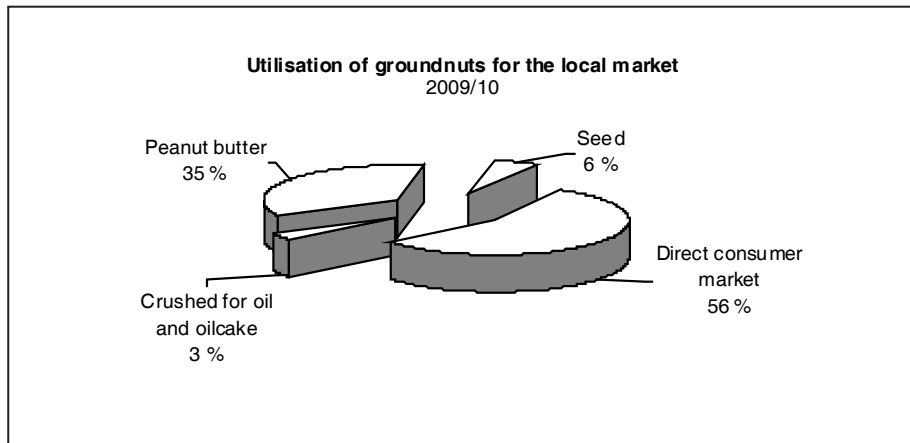 Utilisation of groundnuts for the local market
2009/10
Peanut butter
35 %
Seed
6 %
Direct consumer
market
56 %
Crushed for oil
and oilcake
3 %